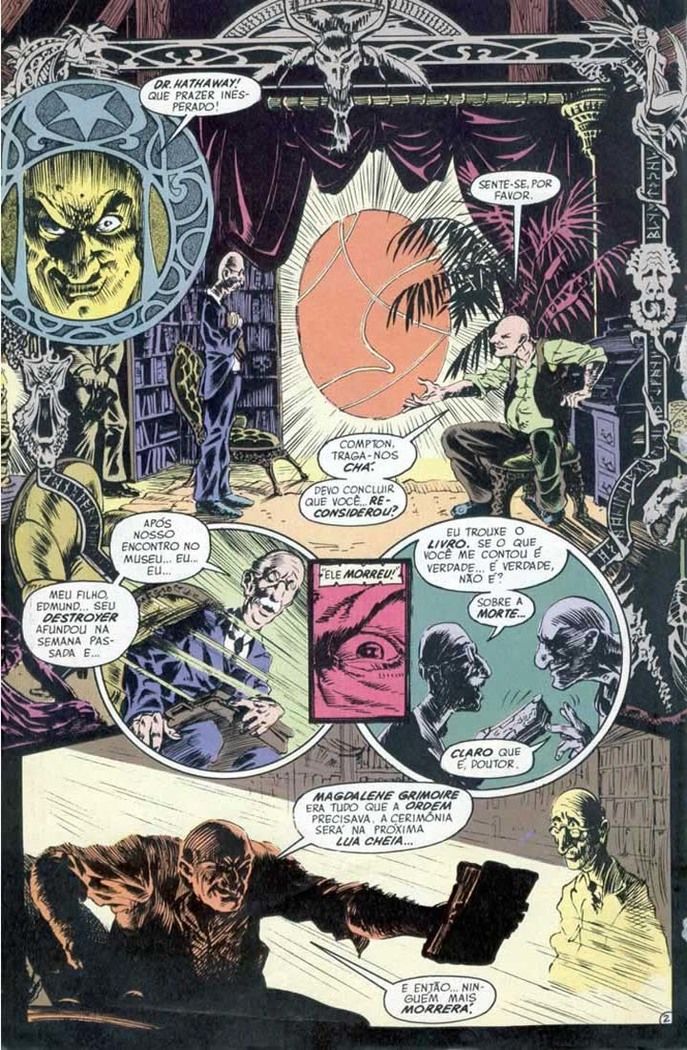 DR. HATHAWAY!
QUE PRAZER INES-
PERADO!
SENTE-SE, POR
FAVOR.
COMPTON,
TRAGA-NOS
CHÁ.
DEVO CONCLUIR
QUE VOCÊ... RE-
CONSIDEROU?
APÓS
NOSSO
ENCONTRO NO
MUSEU... EU...
EU...
MEU FILHO,
EDMUND... SEU
DESTROYER
AFUNDOU NA
SEMANA PAS-
SADA E...
"ELE MORREU!"
EU TROUXE O
LIVRO. SE O QUE
VOCÊ ME CONTOU É
VERDADE... É VERDADE,
NÃO É?
SOBRE A
MORTE...
CLARO QUE
É, DOUTOR.
MAGDALENE GRIMOIRE
ERA TUDO QUE A ORDEM
PRECISAVA. A CERIMÔNIA
SERÁ NA PRÓXIMA
LUA CHEIA...
E ENTÃO... NIN-
GUÉM MAIS
MORRERÁ.
2